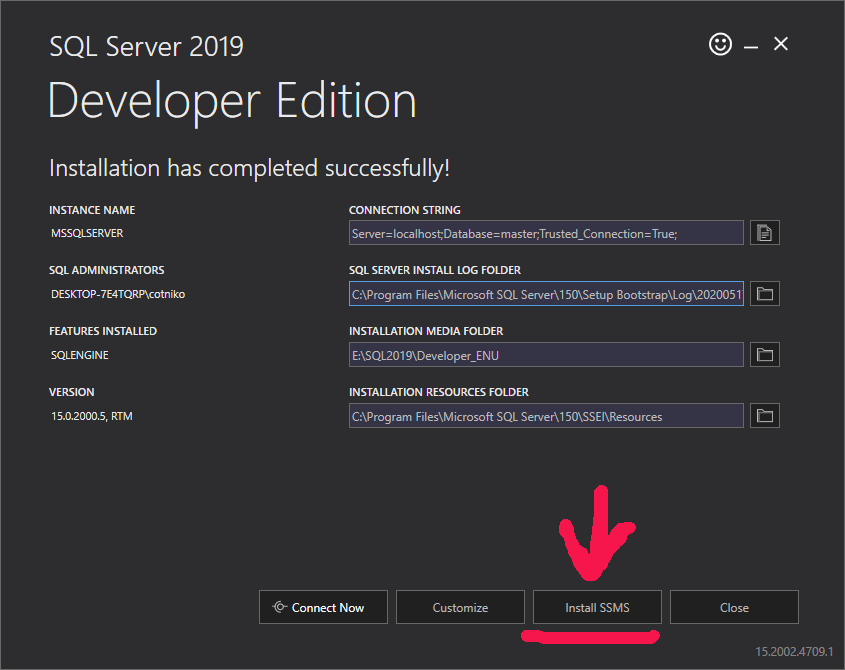 SQL Server 2019
Developer Edition
Installation has completed successfully!
INSTANCE NAME
MSSQLSERVER
CONNECTION STRING
Server=localhost;Database=master;Trusted_Connection=True;
SQL ADMINISTRATORS
DESKTOP-7E4TQRP\cotniko
SQL SERVER INSTALL LOG FOLDER
C:\Program Files\Microsoft SQL Server\150\Setup Bootstrap\Log\2020051
FEATURES INSTALLED
SQLENGINE
INSTALLATION MEDIA FOLDER
E:\SQL2019\Developer_ENU
VERSION
15.0.2000.5, RTM
INSTALLATION RESOURCES FOLDER
C:\Program Files\Microsoft SQL Server\150\SSEI\Resources
Connect Now
Customize
Install SSMS
Close
15.2002.4709.1